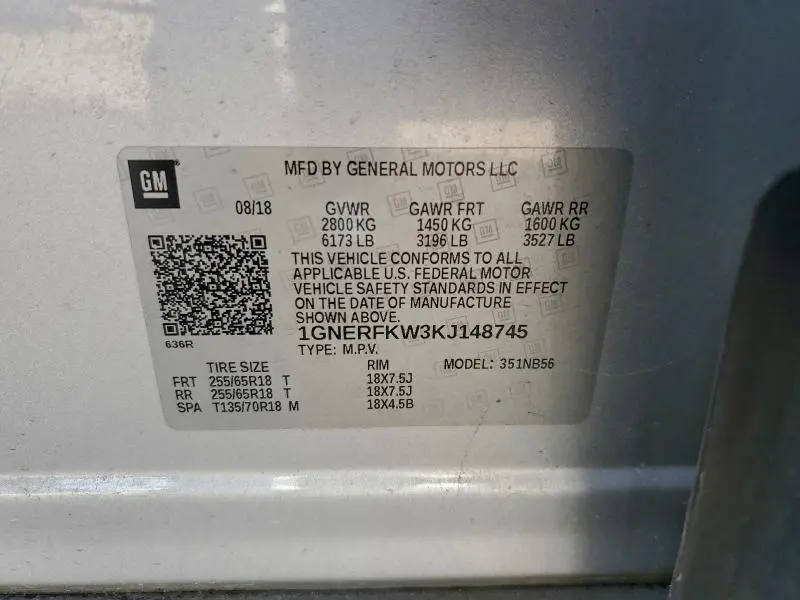 GM
MFD BY GENERAL MOTORS LLC
08/18 GVWR GAWR FRT GAWR RR
2800 KG 1450 KG 1600 KG
6173 LB 3196 LB 3527 LB
THIS VEHICLE CONFORMS TO ALL
APPLICABLE U.S. FEDERAL MOTOR
VEHICLE SAFETY STANDARDS IN EFFECT
ON THE DATE OF MANUFACTURE
SHOWN ABOVE.
636R
1GNERFKW3KJ148745
TYPE: M.P.V.
TIRE SIZE RIM MODEL: 351NB56
FRT 255/65R18 T 18X7.5J
RR 255/65R18 T 18X7.5J
SPA T135/70R18 M 18X4.5B